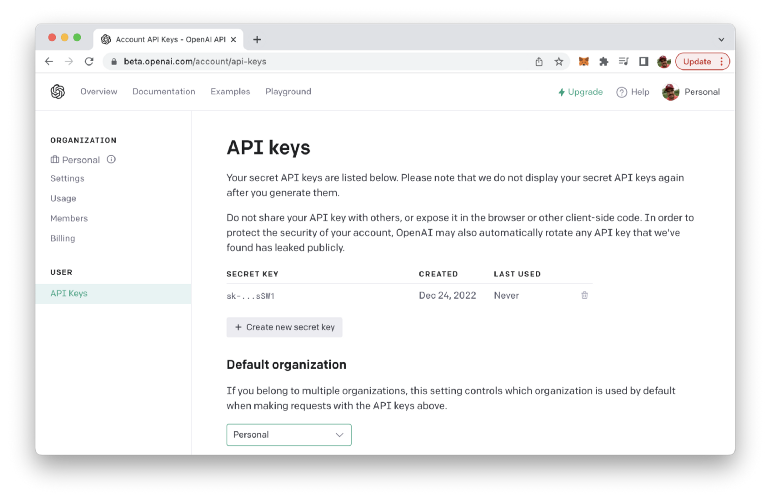 Account API Keys - OpenAI API
beta.openai.com/account/api-keys
Update
Overview Documentation Examples Playground
Upgrade Help Personal
ORGANIZATION
Personal
Settings
Usage
Members
Billing
USER
API Keys
API keys
Your secret API keys are listed below. Please note that we do not display your secret API keys again
after you generate them.
Do not share your API key with others, or expose it in the browser or other client-side code. In order to
protect the security of your account, OpenAI may also automatically rotate any API key that we've
found has leaked publicly.
SECRET KEY CREATED LAST USED
sk-...sSW1 Dec 24, 2022 Never
+ Create new secret key
Default organization
If you belong to multiple organizations, this setting controls which organization is used by default
when making requests with the API keys above.
Personal